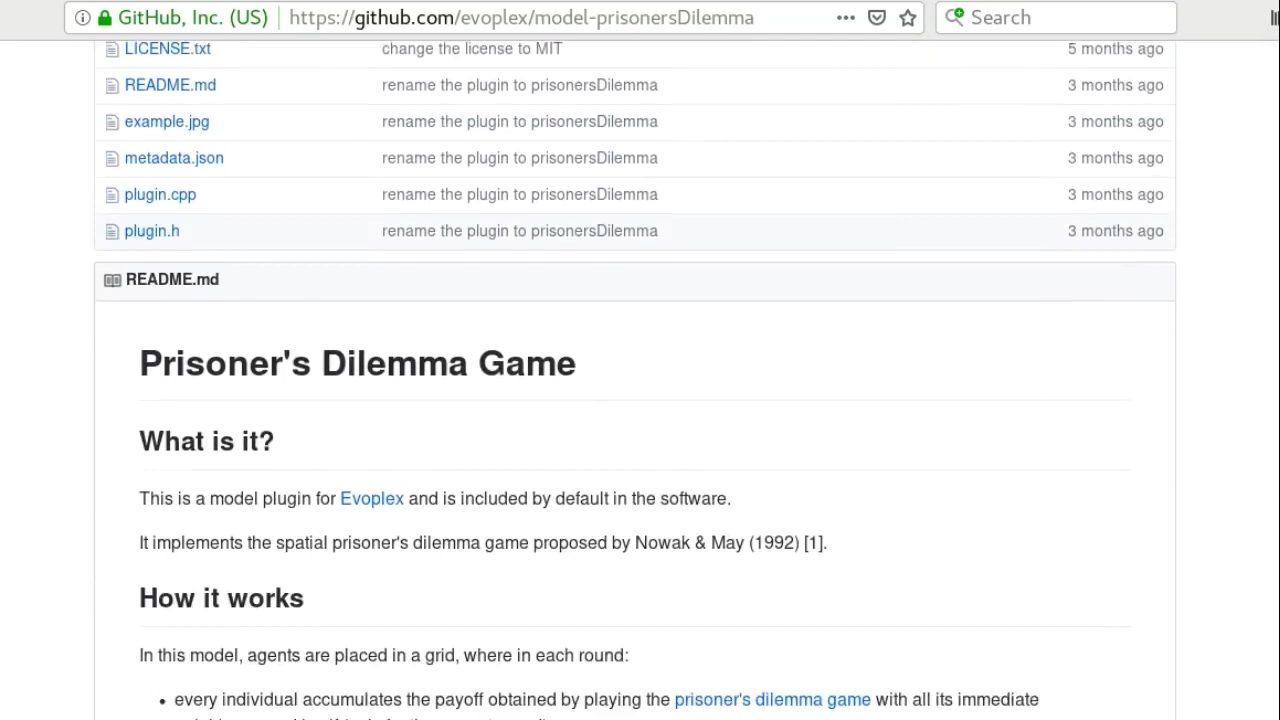 GitHub, Inc. (US) https://github.com/evoplex/model-prisonersDilemma Search
LICENSE.txt change the license to MIT 5 months ago
README.md rename the plugin to prisonersDilemma 3 months ago
example.jpg rename the plugin to prisonersDilemma 3 months ago
metadata.json rename the plugin to prisonersDilemma 3 months ago
plugin.cpp rename the plugin to prisonersDilemma 3 months ago
plugin.h rename the plugin to prisonersDilemma 3 months ago
README.md
Prisoner's Dilemma Game
What is it?
This is a model plugin for Evoplex and is included by default in the software.
It implements the spatial prisoner's dilemma game proposed by Nowak & May (1992) [1].
How it works
In this model, agents are placed in a grid, where in each round:
• every individual accumulates the payoff obtained by playing the prisoner's dilemma game with all its immediate